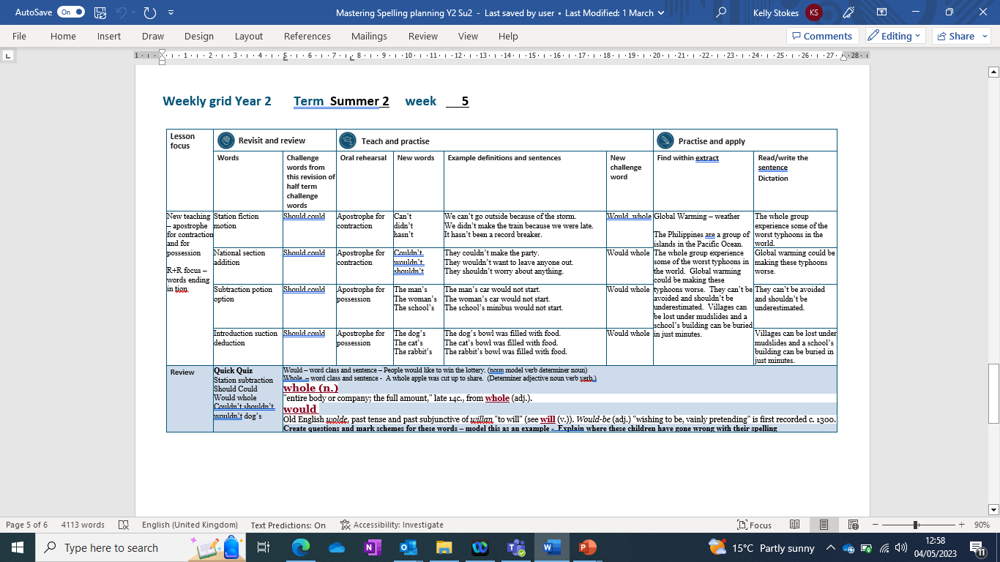 AutoSave On Mastering Spelling planning Y2 Su2 - Last saved by user • Last Modified: 1 March Kelly Stokes KS
File Home Insert Draw Design Layout References Mailings Review View Help Comments Editing Share
1 1 2 3 4 5 6 7 8 9 10 11 12 13 14 15 16 17 18 19 20 21 22 23 24 25 26 27 28
Weekly grid Year 2 Term Summer 2 week 5
Lesson
focus
Revisit and review
Teach and practise
Practise and apply
Words
Challenge
words from
this revision of
half term
challenge
words
Oral rehearsal
New words
Example definitions and sentences
New
challenge
word
Find within extract
Read/write the
sentence
Dictation
New teaching
– apostrophe
for contraction
and for
possession
R+R focus –
words ending
in tion
Station fiction
motion
Should could
Apostrophe for
contraction
Can't
didn't
hasn't
We can't go outside because of the storm.
We didn't make the train because we were late.
It hasn't been a record breaker.
Would whole
Global Warming – weather
The Philippines are a group of
islands in the Pacific Ocean.
The whole group experience
some of the worst typhoons in
the world. Global warming
could be making these
typhoons worse. They can't be
avoided and shouldn't be
underestimated. Villages can
be lost under mudslides and a
school's building can be buried
in just minutes.
The whole group
experience some of the
worst typhoons in the
world.
National section
addition
Should could
Apostrophe for
contraction
Couldn't
wouldn't
shouldn't
They couldn't make the party.
They wouldn't want to leave anyone out.
They shouldn't worry about anything.
Would whole
Global warming could be
making these typhoons
worse.
Subtraction potion
option
Should could
Apostrophe for
possession
The man's
The woman's
The school's
The man's car would not start.
The woman's car would not start.
The school's minibus would not start.
Would whole
They can't be avoided
and shouldn't be
underestimated.
Introduction suction
deduction
Should could
Apostrophe for
possession
The dog's
The cat's
The rabbit's
The dog's bowl was filled with food.
The cat's bowl was filled with food.
The rabbit's bowl was filled with food.
Would whole
Villages can be lost under
mudslides and a school's
building can be buried in
just minutes.
Review
Quick Quiz
Station subtraction
Should Could
Would whole
Couldn't shouldn't
wouldn't dog's
Would – word class and sentence – People would like to win the lottery. (noun model verb determiner noun)
Whole – word class and sentence - A whole apple was cut up to share. (Determiner adjective noun verb verb.)
whole (n.)
"entire body or company; the full amount," late 14c., from whole (adj.).
would
Old English wolde, past tense and past subjunctive of willan "to will" (see will (v.)). Would-be (adj.) "wishing to be, vainly pretending" is first recorded c. 1300.
Create questions and mark schemes for these words – model this as an example - Explain where these children have gone wrong with their spelling
Page 5 of 6 4113 words English (United Kingdom) Text Predictions: On Accessibility: Investigate Focus 90%
Type here to search 15°C Partly sunny 12:58
04/05/2023 11